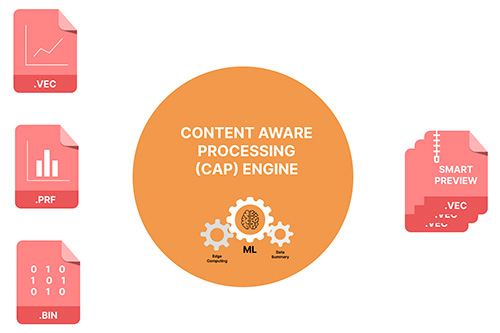 .VEC
.PRF
0 1 0
1 0 1
0 1 0
.BIN
CONTENT AWARE
PROCESSING
(CAP) ENGINE
Edge
Computing
ML
Data
Summary
SMART
PREVIEW
.VEC
.VEC
.VEC